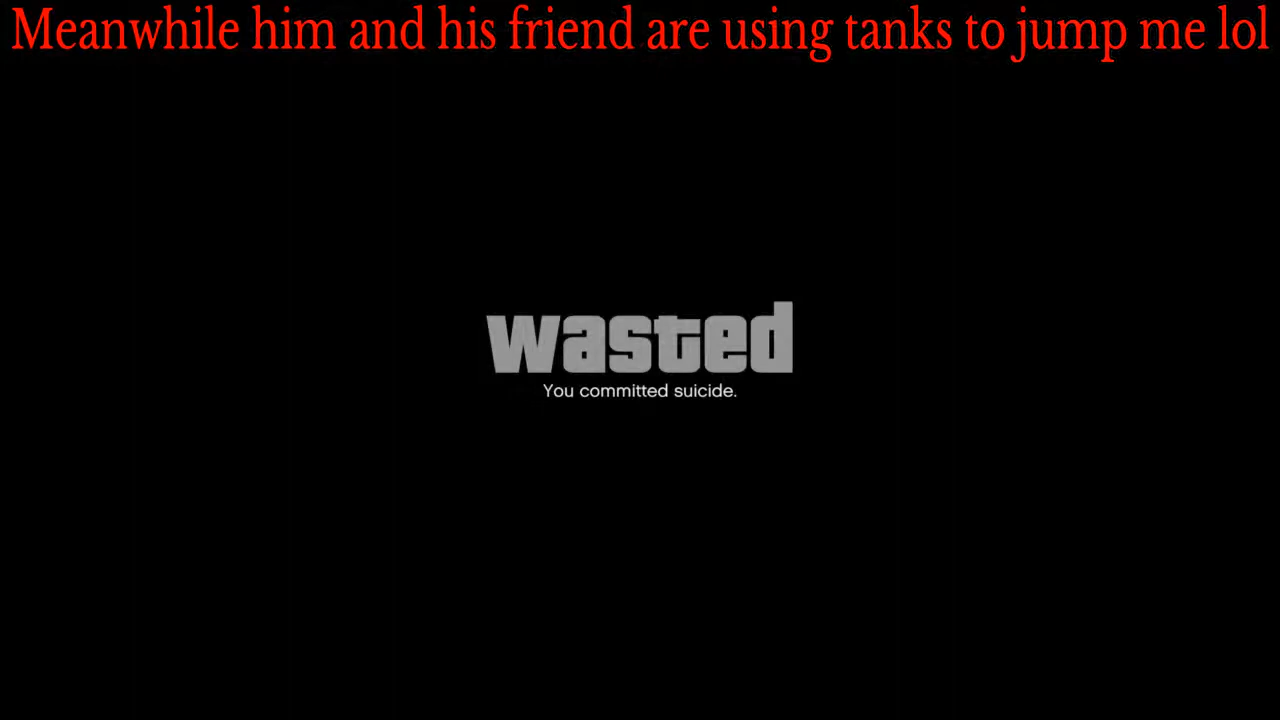 Meanwhile him and his friend are using tanks to jump me lol
wasted
You committed suicide.